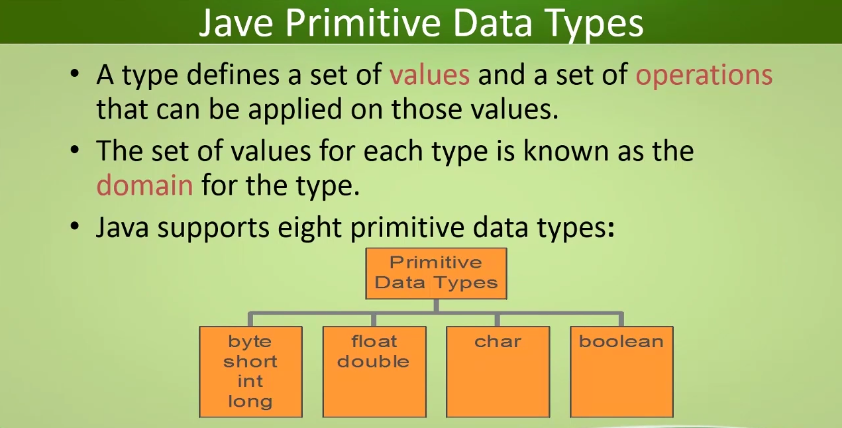 Jave Primitive Data Types
• A type defines a set of values and a set of operations
that can be applied on those values.
• The set of values for each type is known as the
domain for the type.
• Java supports eight primitive data types:
Primitive
Data Types
byte
short
int
long
float
double
char
boolean